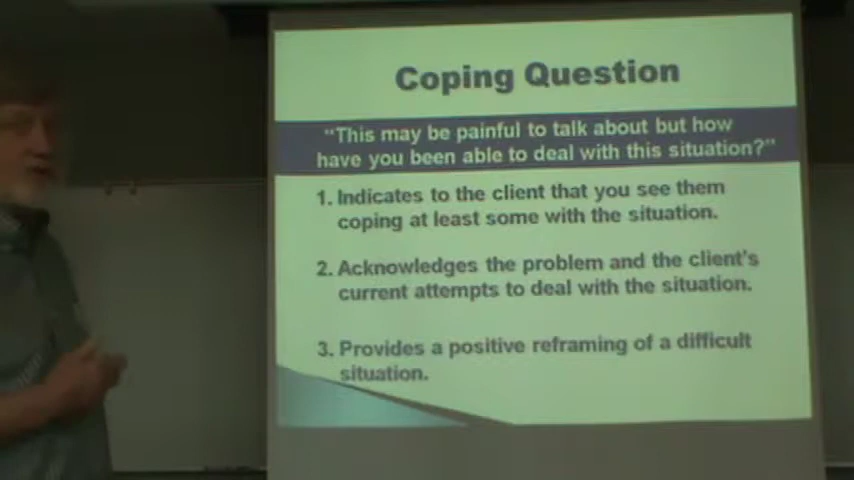 Coping Question
"This may be painful to talk about but how
have you been able to deal with this situation?"
1. Indicates to the client that you see them
coping at least some with the situation.
2. Acknowledges the problem and the client's
current attempts to deal with the situation.
3. Provides a positive reframing of a difficult
situation.